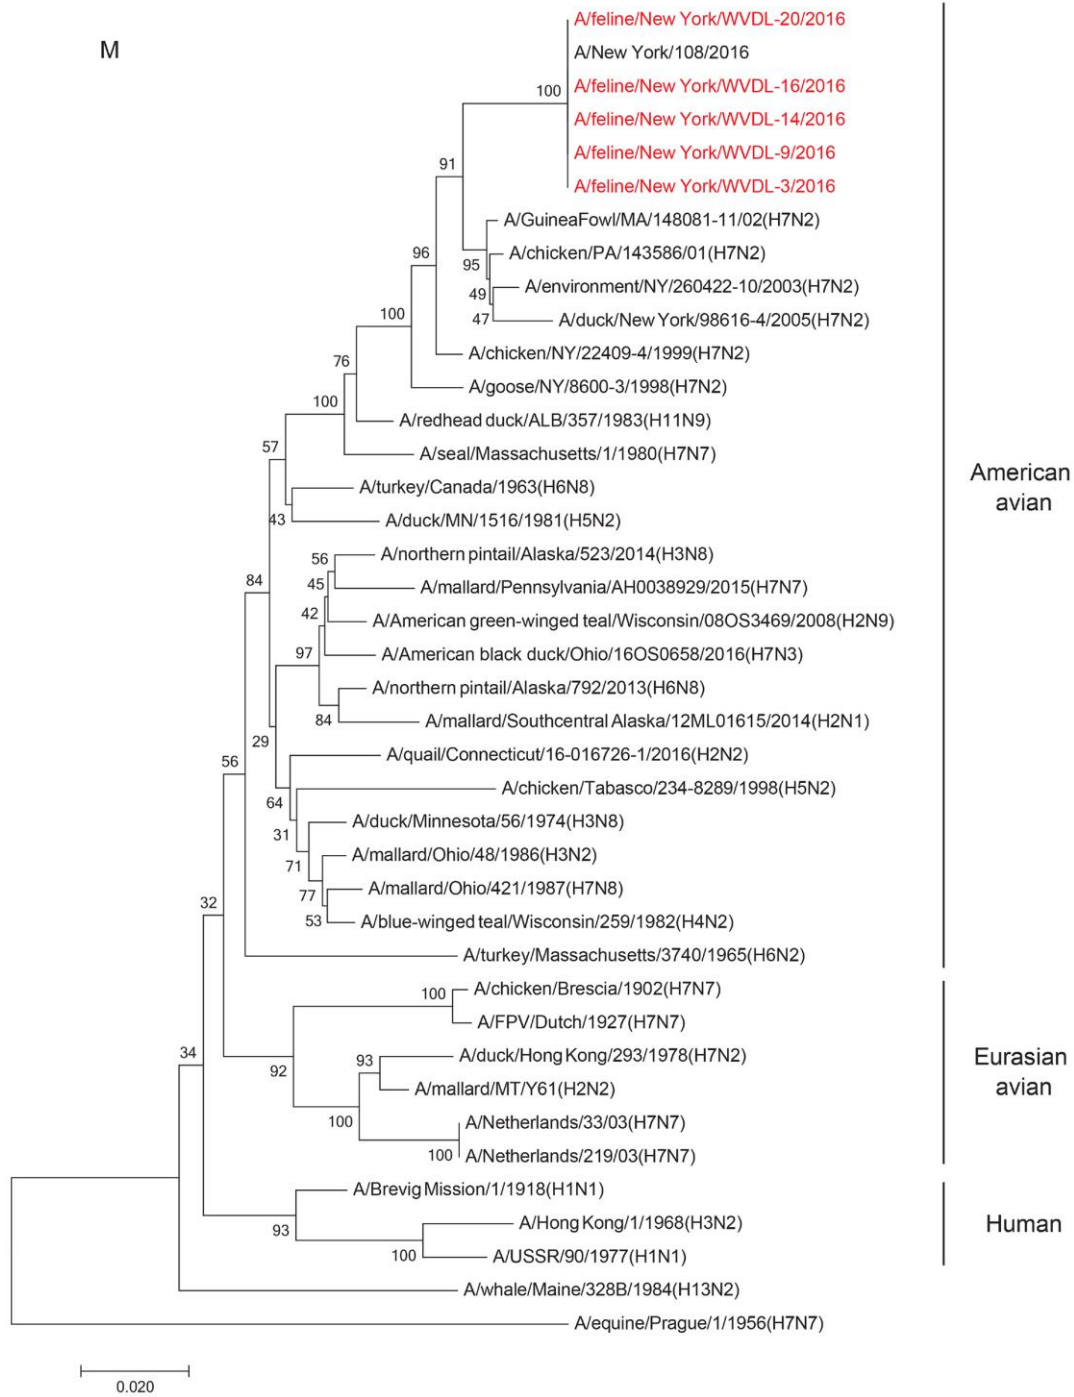 M
A/feline/New York/WVDL-20/2016
A/New York/108/2016
A/feline/New York/WVDL-16/2016
100
A/feline/New York/WVDL-14/2016
A/feline/New York/WVDL-9/2016
91
A/feline/New York/WVDL-3/2016
A/GuineaFowl/MA/148081-11/02(H7N2)
96
A/chicken/PA/143586/01(H7N2)
95
A/environment/NY/260422-10/2003(H7N2)
49
100
A/duck/New York/98616-4/2005(H7N2)
47
A/chicken/NY/22409-4/1999(H7N2)
76
A/goose/NY/8600-3/1998(H7N2)
100
A/redhead duck/ALB/357/1983(H11N9)
57
A/seal/Massachusetts/1/1980(H7N7)
American
avian
A/turkey/Canada/1963(H6N8)
43
A/duck/MN/1516/1981(H5N2)
A/northern pintail/Alaska/523/2014(H3N8)
56
84
45
A/mallard/Pennsylvania/AH0038929/2015(H7N7)
42
A/American green-winged teal/Wisconsin/08OS3469/2008(H2N9)
97
A/American black duck/Ohio/16OS0658/2016(H7N3)
A/northern pintail/Alaska/792/2013(H6N8)
84
A/mallard/Southcentral Alaska/12ML01615/2014(H2N1)
29
A/quail/Connecticut/16-016726-1/2016(H2N2)
56
A/chicken/Tabasco/234-8289/1998(H5N2)
64
A/duck/Minnesota/56/1974(H3N8)
31
A/mallard/Ohio/48/1986(H3N2)
71
A/mallard/Ohio/421/1987(H7N8)
77
32
A/blue-winged teal/Wisconsin/259/1982(H4N2)
53
A/turkey/Massachusetts/3740/1965(H6N2)
A/chicken/Brescia/1902(H7N7)
100
A/FPV/Dutch/1927(H7N7)
34
A/duck/Hong Kong/293/1978(H7N2)
93
92
Eurasian
avian
A/mallard/MT/Y61(H2N2)
100
A/Netherlands/33/03(H7N7)
100
A/Netherlands/219/03(H7N7)
A/Brevig Mission/1/1918(H1N1)
93
A/Hong Kong/1/1968(H3N2)
Human
100
A/USSR/90/1977(H1N1)
A/whale/Maine/328B/1984(H13N2)
A/equine/Prague/1/1956(H7N7)
0.020